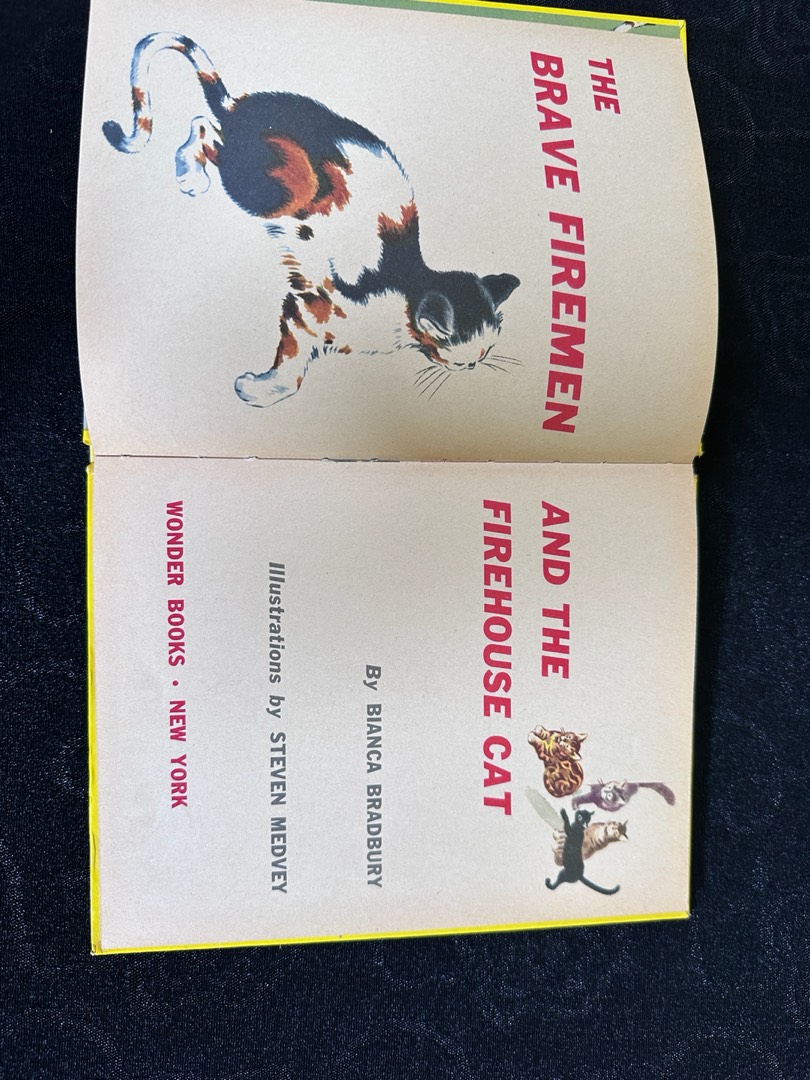 THE
BRAVE FIREMEN
AND THE
FIREHOUSE CAT
By BIANCA BRADBURY
Illustrations by STEVEN MEDVEY
WONDER BOOKS • NEW YORK